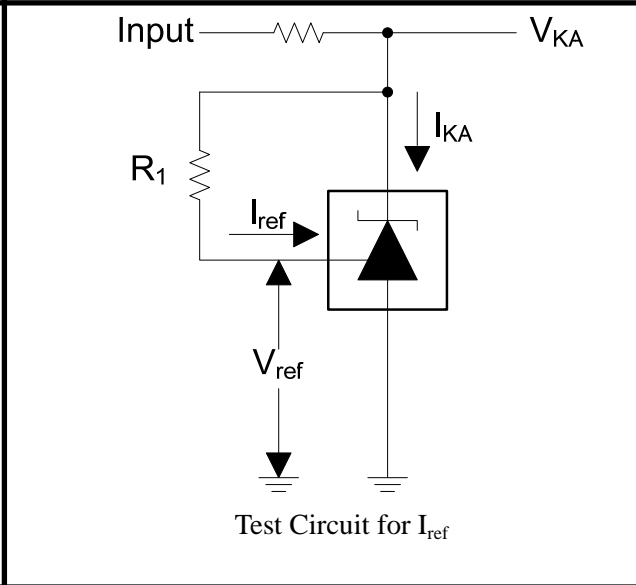 Input
V_KA
I_KA
R_1
I_ref
V_ref
Test Circuit for I_ref